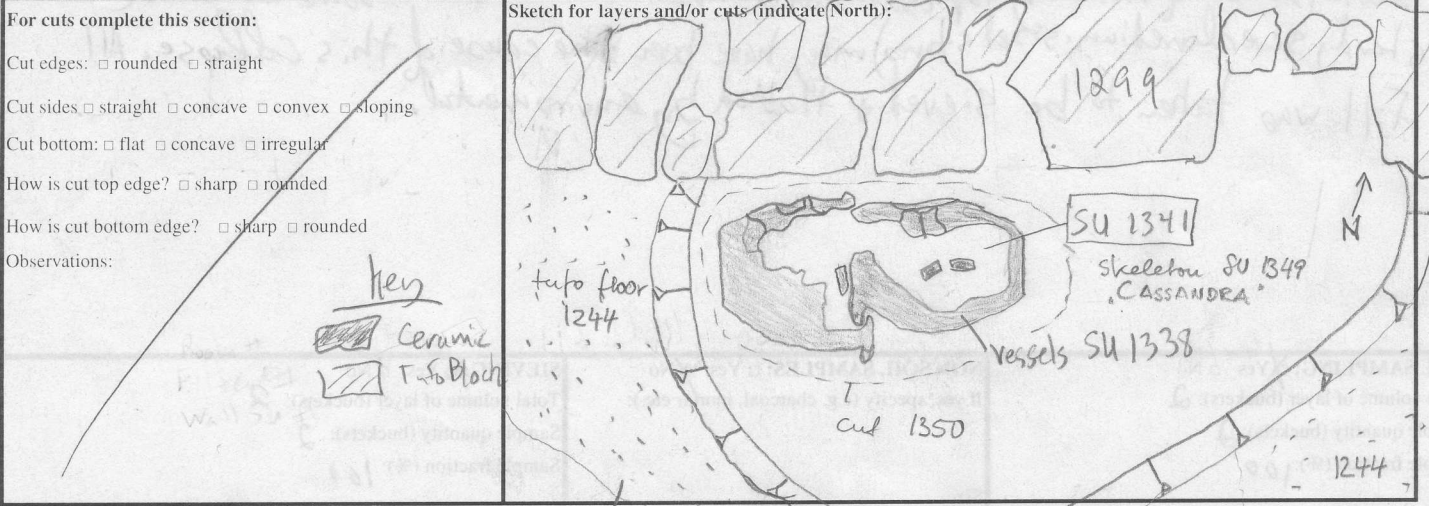 For cuts complete this section:
Cut edges: □ rounded □ straight
Cut sides □ straight □ concave □ convex □ sloping
Cut bottom: □ flat □ concave □ irregular
How is cut top edge? □ sharp □ rounded
How is cut bottom edge? □ sharp □ rounded
Observations:
Key
Ceramic
Tufo Block
Sketch for layers and/or cuts (indicate North):
1299
SU 1341
N
skeleton SU 1349
"CASSANDRA"
tufo floor
1244
vessels SU 1338
cut 1350
1244